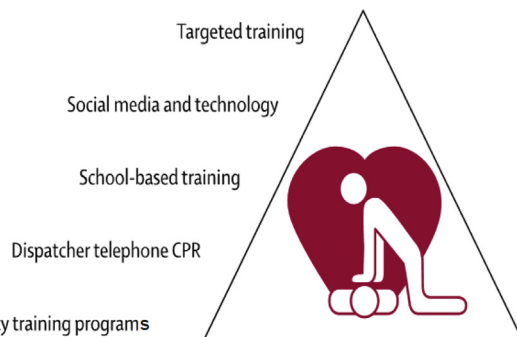 Targeted training
Social media and technology
School-based training
Dispatcher telephone CPR
training programs